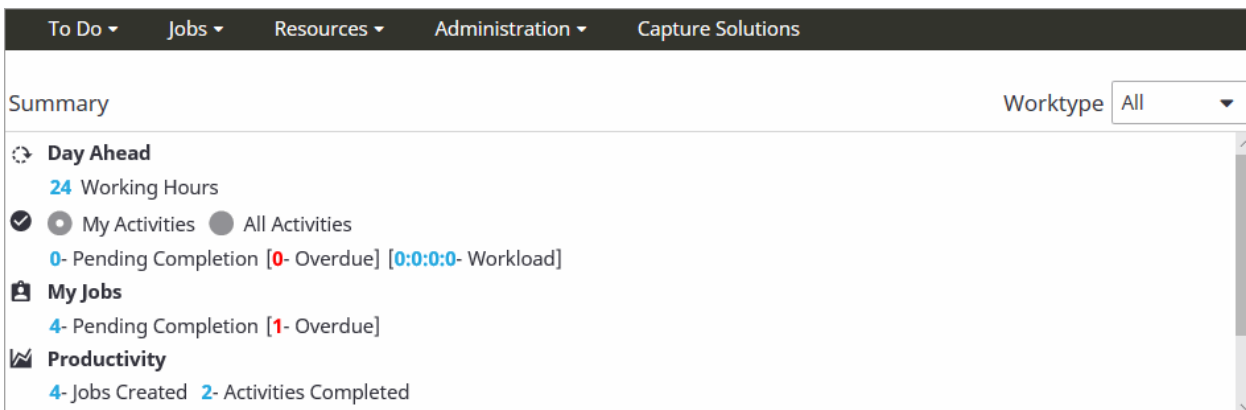 To Do Jobs Resources Administration Capture Solutions
Summary Worktype All
Day Ahead
24 Working Hours
My Activities All Activities
0- Pending Completion [0- Overdue] [0:0:0:0- Workload]
My Jobs
4- Pending Completion [1- Overdue]
Productivity
4- Jobs Created 2- Activities Completed